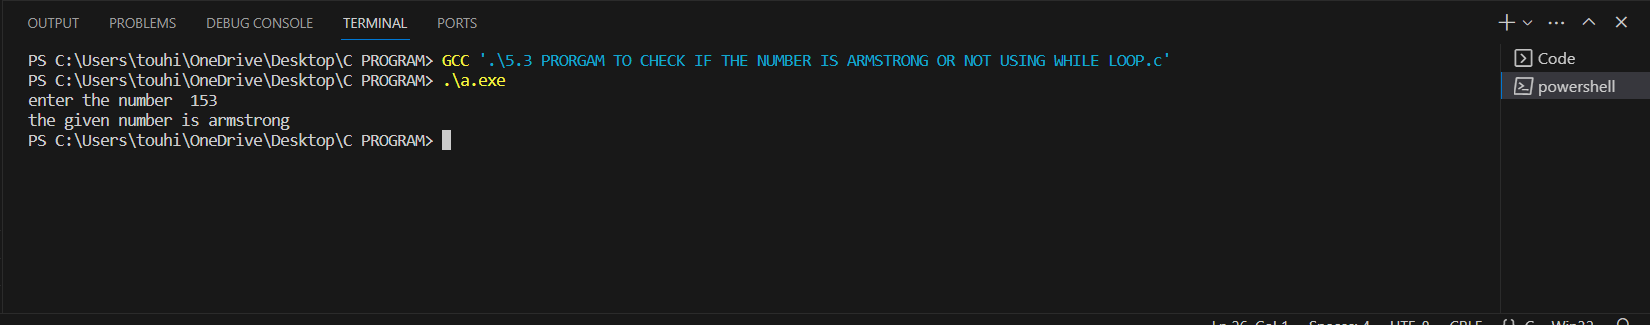 OUTPUT PROBLEMS DEBUG CONSOLE TERMINAL PORTS
PS C:\Users\touhi\OneDrive\Desktop\C PROGRAM> GCC '.\5.3 PRORGAM TO CHECK IF THE NUMBER IS ARMSTRONG OR NOT USING WHILE LOOP.c'
PS C:\Users\touhi\OneDrive\Desktop\C PROGRAM> .\a.exe
enter the number  153
the given number is armstrong
PS C:\Users\touhi\OneDrive\Desktop\C PROGRAM>
Code
powershell